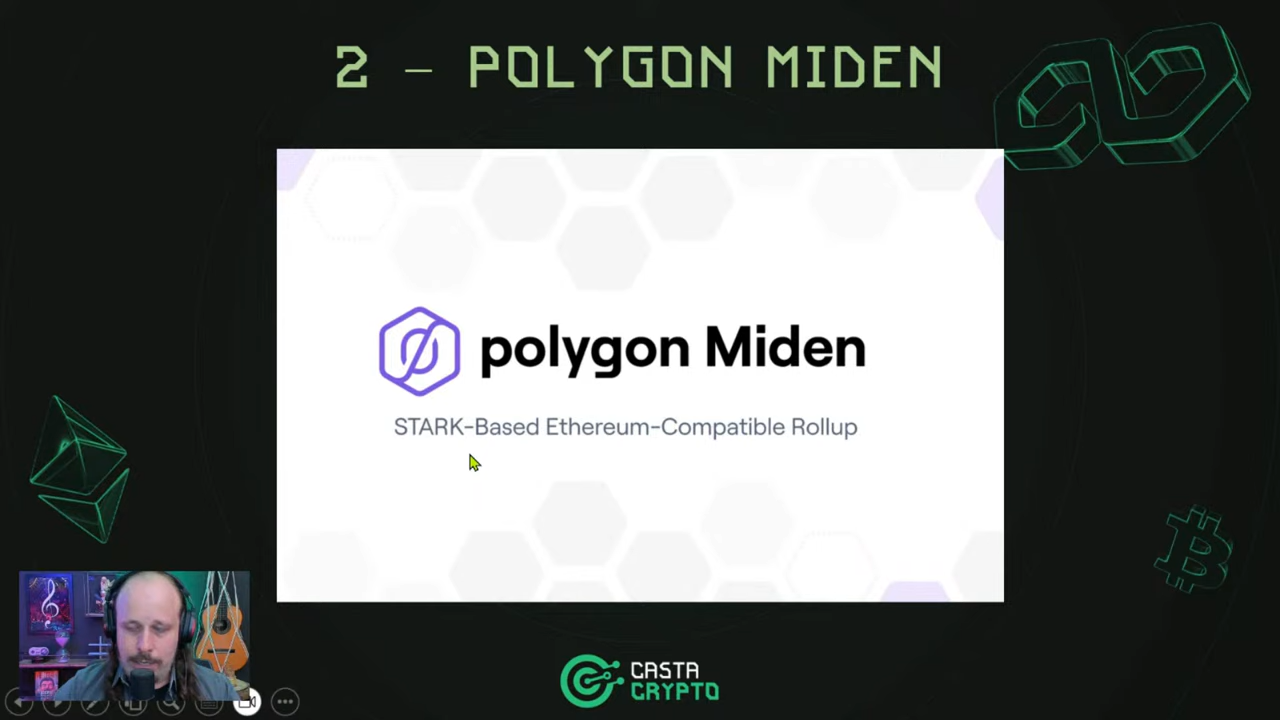 2 - POLYGON MIDEN
polygon Miden
STARK-Based Ethereum-Compatible Rollup
CASTA
CRYPTO